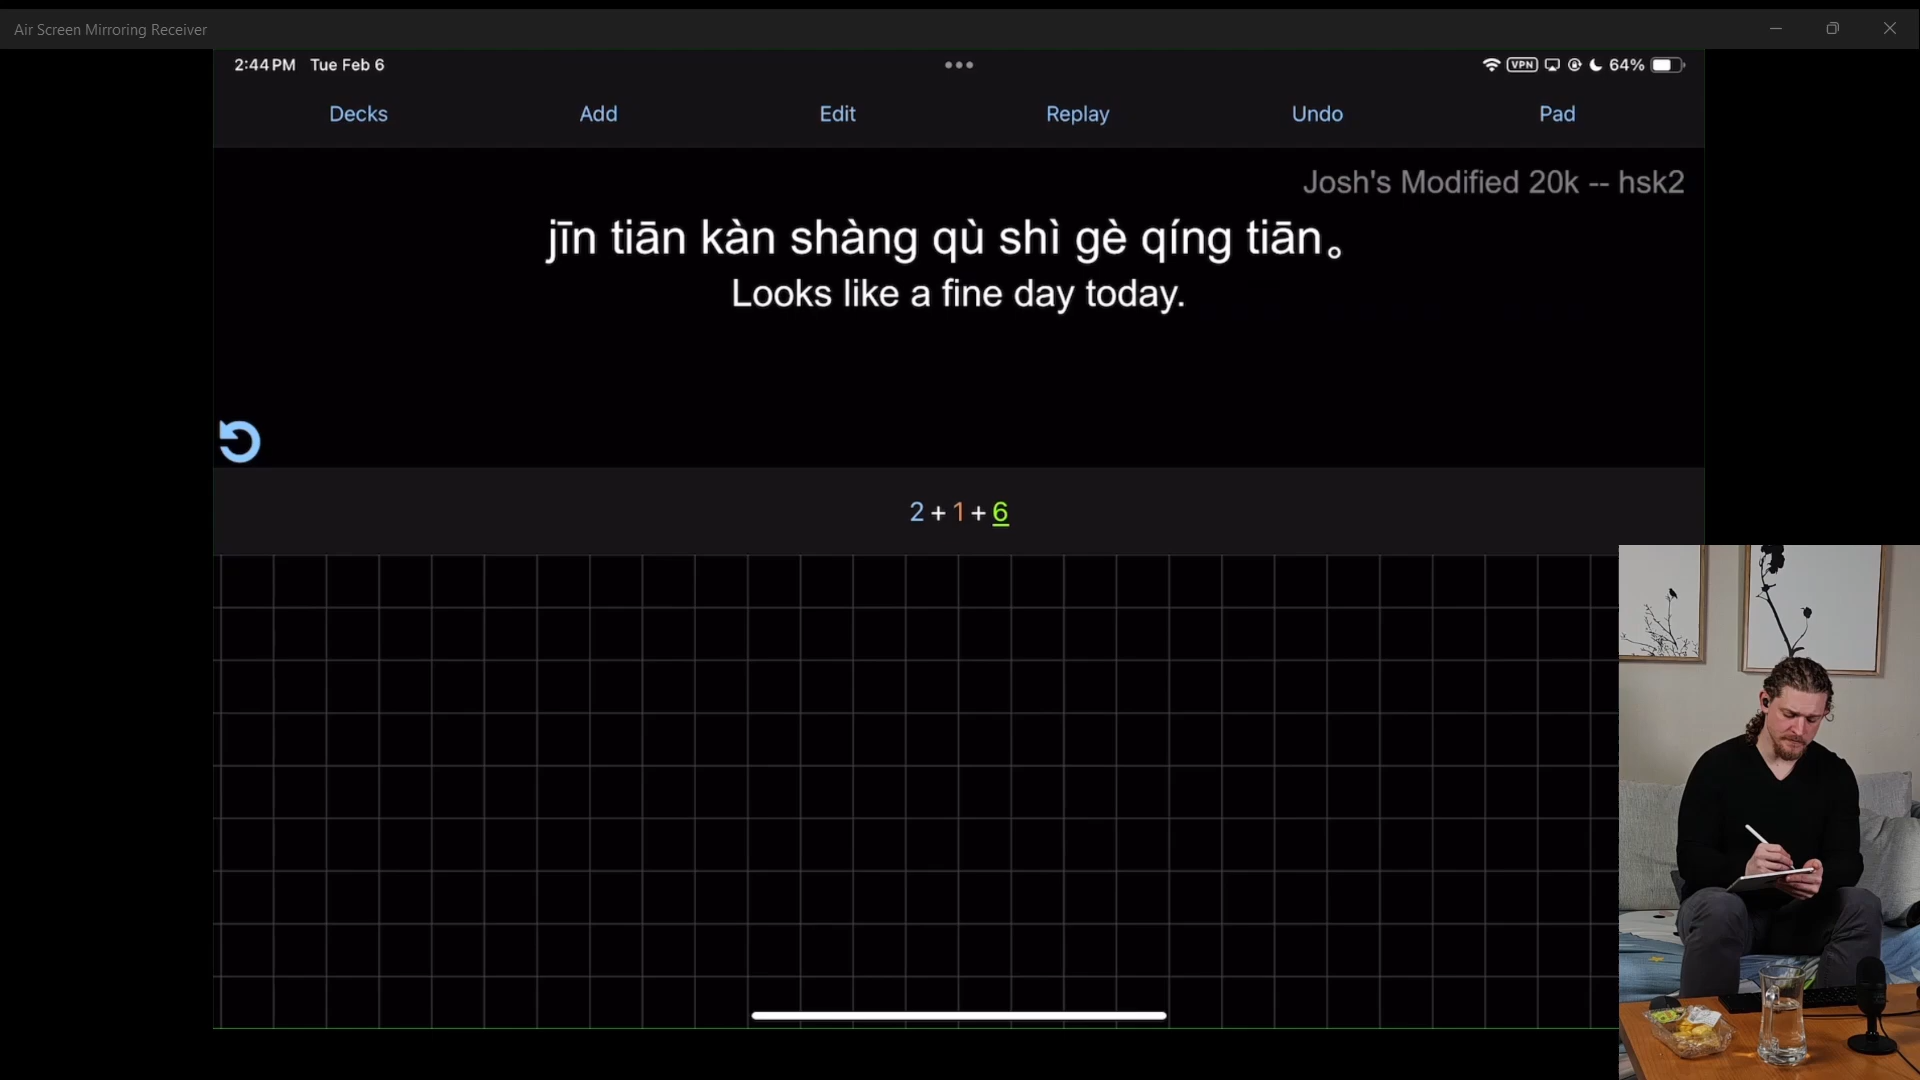 Air Screen Mirroring Receiver
2:44 PM Tue Feb 6
VPN 64%
Decks Add Edit Replay Undo Pad
Josh's Modified 20k -- hsk2
jīn tiān kàn shàng qù shì gè qíng tiān。
Looks like a fine day today.
2 + 1 + 6